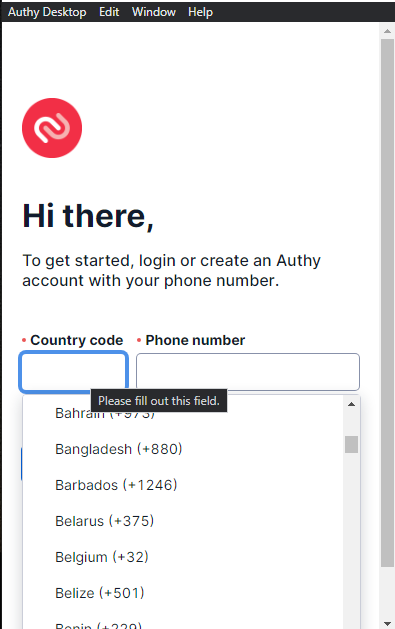 Authy Desktop Edit Window Help
Hi there,
To get started, login or create an Authy
account with your phone number.
• Country code • Phone number
Please fill out this field.
Bahrain (+973)
Bangladesh (+880)
Barbados (+1246)
Belarus (+375)
Belgium (+32)
Belize (+501)
Benin (+229)